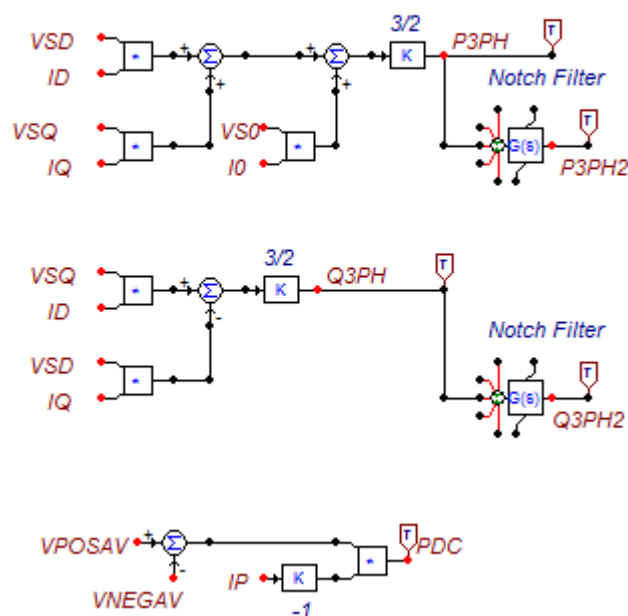 3/2
VSD
*
+
Σ
+
Σ
K
P3PH
T
ID
Notch Filter
+
+
VSQ
*
VS0
*
G(s)
T
IQ
I0
P3PH2
3/2
VSQ
*
+
Σ
K
Q3PH
T
ID
-
Notch Filter
VSD
*
G(s)
T
IQ
Q3PH2
VPOSAV
+
Σ
*
T
PDC
-
IP
K
VNEGAV
-1